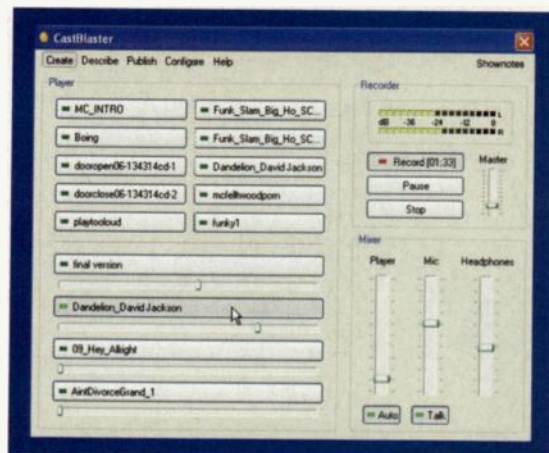 CastBlaster
Create Describe Publish Configure Help Shownotes
Player
MC_INTRO
Funk_Slam_Big_Ho_SC...
Boing
Funk_Slam_Big_Ho_SC...
dooropen06-134314cd-1
Dandelion_David Jackson
doorclose06-134314cd-2
mcfelltwoodporn
playtooloud
funky1
final version
Dandelion_David Jackson
09_Hey_Allright
AintDivorceGrand_1
Recorder
L
dB -36 -24 -12 0
R
Record [01:33]
Master
Pause
Stop
Mixer
Player Mic Headphones
Auto Talk